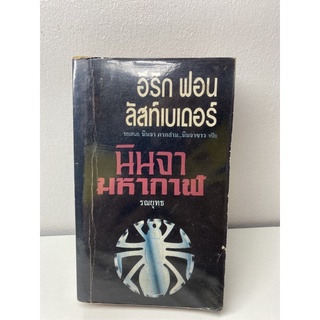 อีริก ฟอน
ลัสท์เบเดอร์
นินจา
มหากาฬ
รณยุทธ